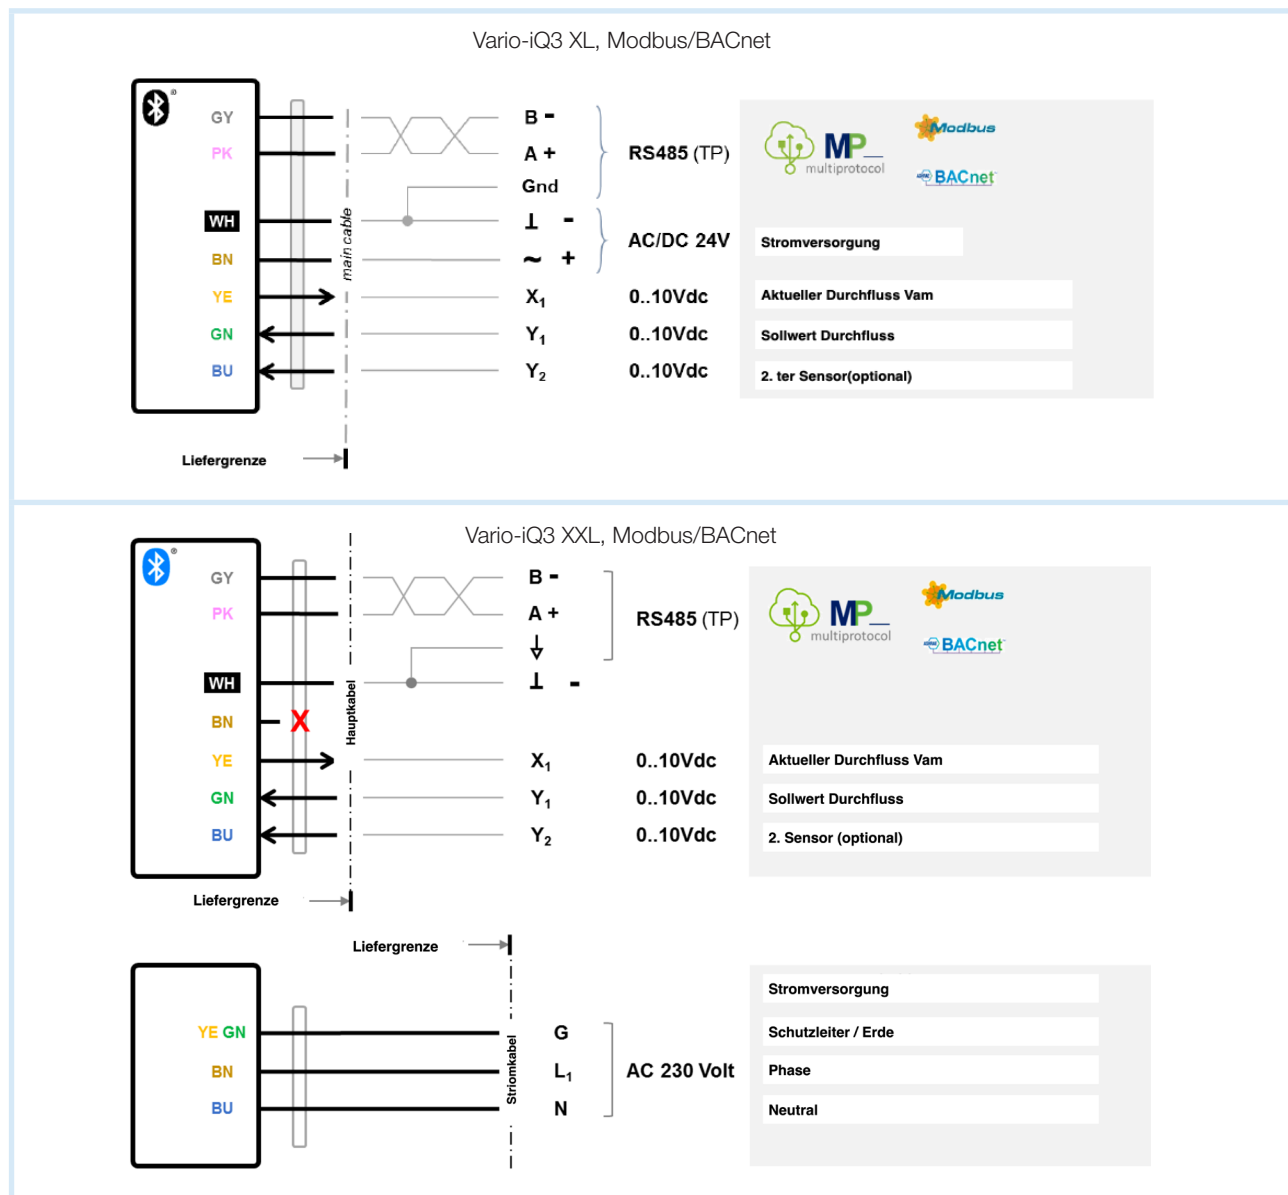 Vario-iQ3 XL, Modbus/BACnet
GY B -
PK A + RS485 (TP)
Modbus
MP_
multiprotocol
BACnet
Gnd
WH ⊥ -
AC/DC 24V Stromversorgung
BN ~ +
main cable
YE X₁ 0..10Vdc Aktueller Durchfluss Vam
GN Y₁ 0..10Vdc Sollwert Durchfluss
BU Y₂ 0..10Vdc 2. ter Sensor(optional)
Liefergrenze
Vario-iQ3 XXL, Modbus/BACnet
GY B -
PK A + RS485 (TP)
Modbus
MP_
multiprotocol
BACnet
WH ⊥ -
Hauptkabel
BN X
YE X₁ 0..10Vdc Aktueller Durchfluss Vam
GN Y₁ 0..10Vdc Sollwert Durchfluss
BU Y₂ 0..10Vdc 2. Sensor (optional)
Liefergrenze
Liefergrenze
Stromversorgung
YE GN G Schutzleiter / Erde
BN L₁ AC 230 Volt Phase
BU N Neutral
Striomkabel